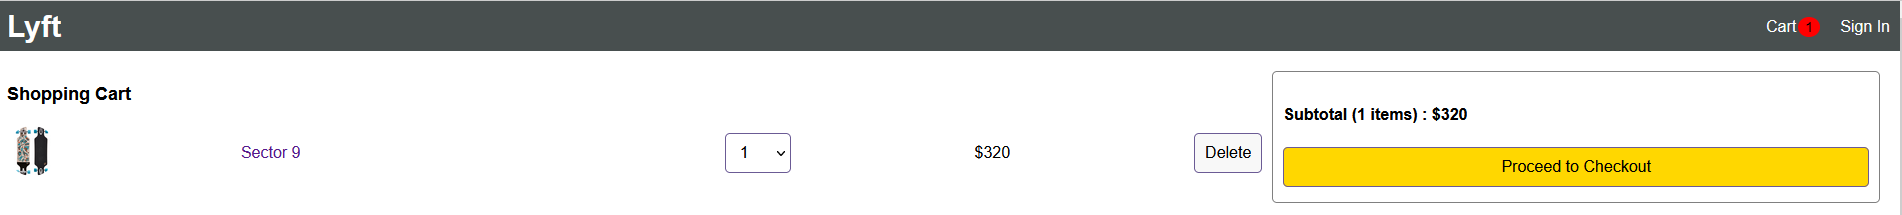 Lyft
Cart 1 Sign In
Shopping Cart
Sector 9
1
$320
Delete
Subtotal (1 items) : $320
Proceed to Checkout